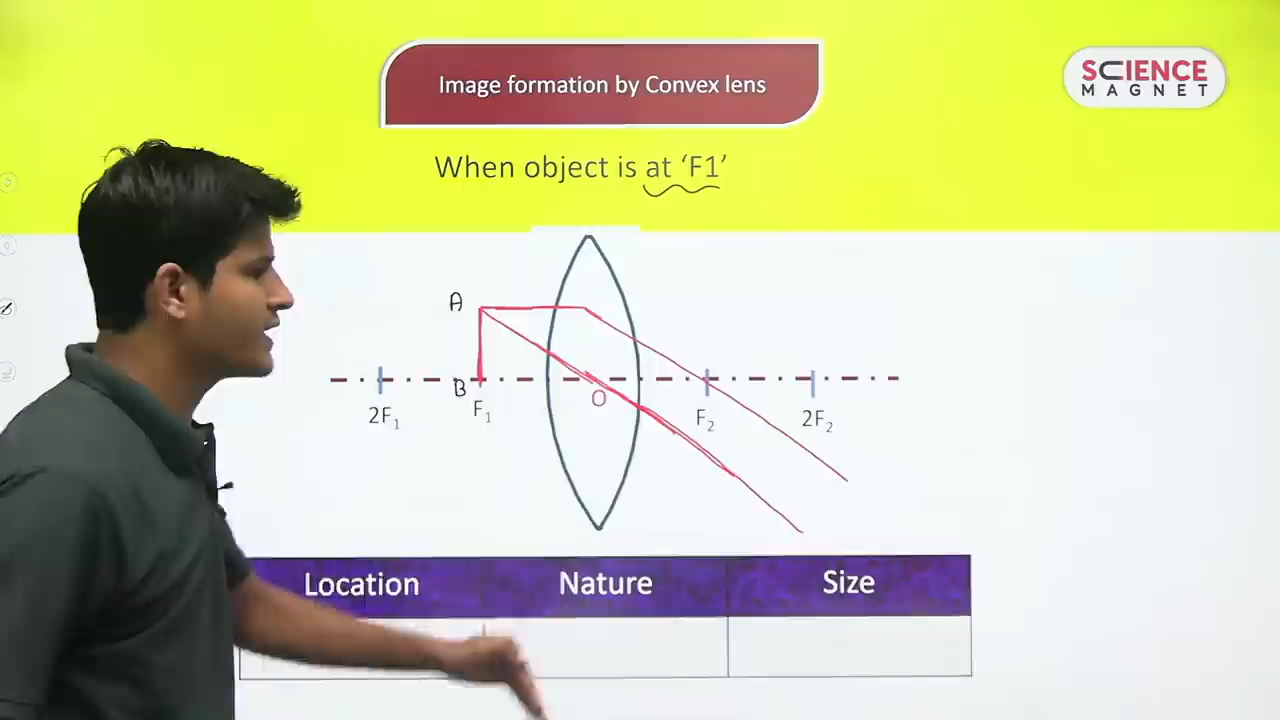 Image formation by Convex lens
SCIENCE
MAGNET
When object is at ‘F1’
A
B
O
2F₁
F₁
F₂
2F₂
Location Nature Size